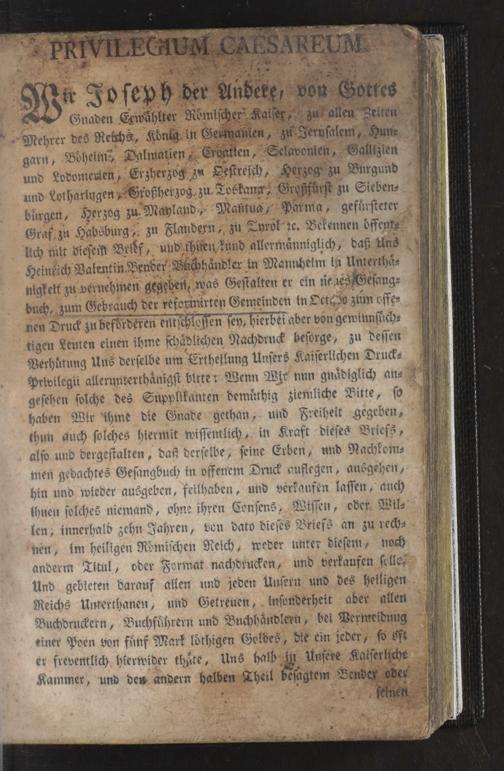 PRIVILEGIUM CAESAREUM.
Wir Joseph der Andere, von Gottes
Gnaden Erwählter Römischer Kaiser, zu allen Zeiten
Mehrer des Reichs, König in Germanien, zu Jerusalem, Hun-
garn, Böheim, Dalmatien, Croatien, Sclavonien, Gallizien
und Lodomerien, Erzherzog zu Oestreich, Herzog zu Burgund
und Lotharingen, Großherzog zu Toskana, Großfürst zu Sieben-
bürgen, Herzog zu Mayland, Mantua, Parma, gefürsteter
Graf zu Habsburg, zu Flandern, zu Tyrol ꝛc. Bekennen öffent-
lich mit diesem Brief, und thuen kund allermänniglich, daß Uns
Heinrich Valentin Bender Buchhändler in Mannheim in Unterthä-
nigkeit zu vernehmen gegeben, was Gestalten er ein neues Gesang-
buch, zum Gebrauch der reformirten Gemeinden in Octavo zum offe-
nen Druck zu beförderen entschlossen sey, hierbei aber von gewinnsüch-
tigen Leuten einen ihme schädlichen Nachdruck besorge, zu dessen
Verhütung Uns derselbe um Ertheilung Unsers Kaiserlichen Druck-
Privilegii allerunterthänigst bitte: Wenn Wir nun gnädiglich an-
gesehen solche des Supplikanten demüthig ziemliche Bitte, so
haben Wir ihme die Gnade gethan, und Freiheit gegeben,
thun auch solches hiermit wissentlich, in Kraft dieses Briefs,
also und dergestalten, daß derselbe, seine Erben, und Nachkom-
men gedachtes Gesangbuch in offenem Druck auflegen, ausgehen,
hin und wieder ausgeben, feilhaben, und verkaufen lassen, auch
ihnen solches niemand, ohne ihren Consens, Wissen, oder Wil-
len, innerhalb zehn Jahren, von dato dieses Briefs an zu rech-
nen, im heiligen Römischen Reich, weder unter diesem, noch
anderm Titul, oder Format nachdrucken, und verkaufen solle.
Und gebieten darauf allen und jeden Unsern und des heiligen
Reichs Unterthanen, und Getreuen, insonderheit aber allen
Buchdruckern, Buchführern und Buchhändlern, bei Vermeidung
einer Poen von fünf Mark löthigen Goldes, die ein jeder, so oft
er freventlich hierwider thäte, Uns halb in Unsere Kaiserliche
Kammer, und den andern halben Theil besagtem Bender oder
seinen